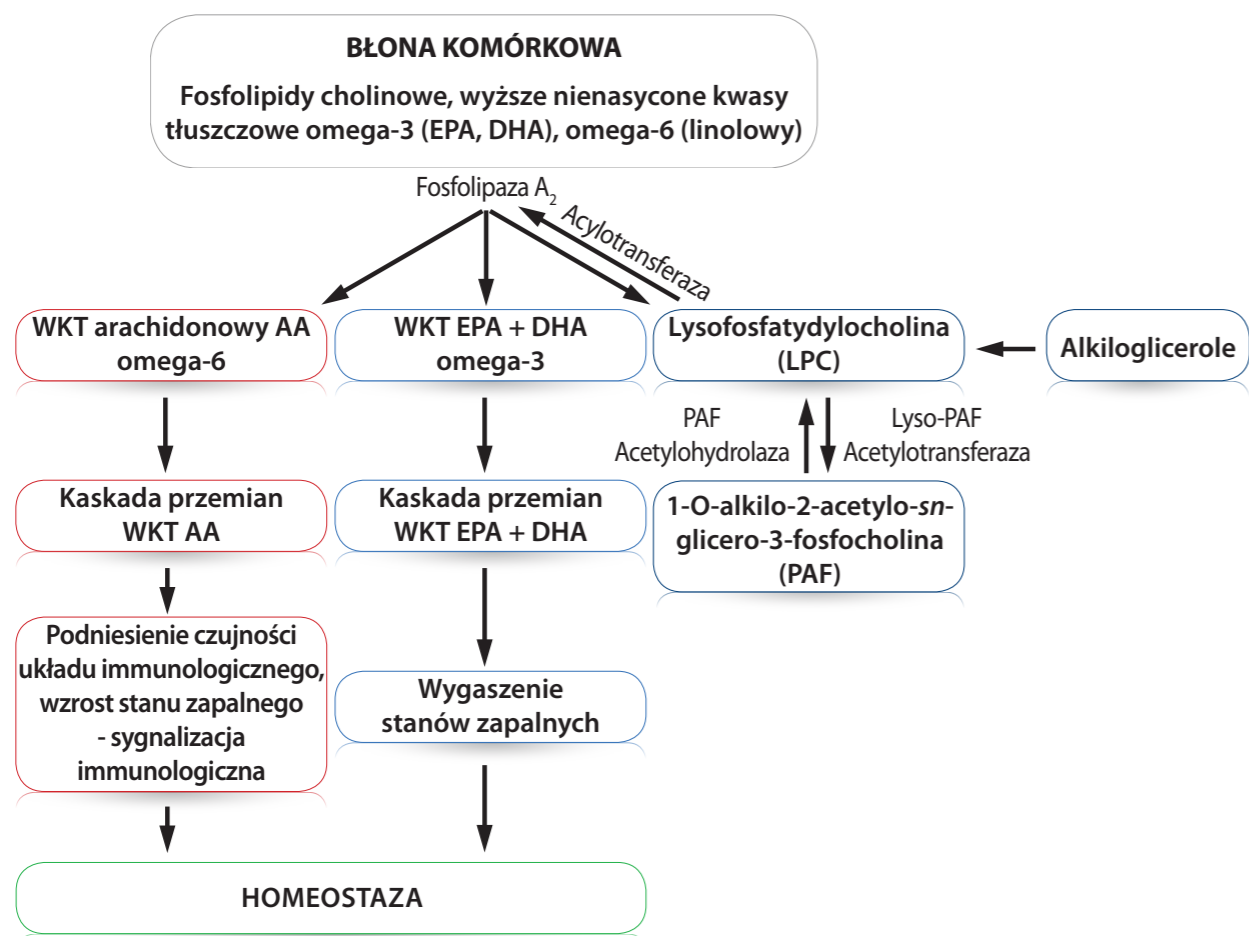 BŁONA KOMÓRKOWA
Fosfolipidy cholinowe, wyższe nienasycone kwasy
tłuszczowe omega-3 (EPA, DHA), omega-6 (linolowy)
Fosfolipaza A₂
Acylotransferaza
WKT arachidonowy AA
omega-6
WKT EPA + DHA
omega-3
Lysofosfatydylocholina
(LPC)
Alkiloglicerole
PAF
Acetylohydrolaza
Lyso-PAF
Acetylotransferaza
Kaskada przemian
WKT AA
Kaskada przemian
WKT EPA + DHA
1-O-alkilo-2-acetylo-sn-
glicero-3-fosfocholina
(PAF)
Podniesienie czujności
układu immunologicznego,
wzrost stanu zapalnego
- sygnalizacja
immunologiczna
Wygaszenie
stanów zapalnych
HOMEOSTAZA